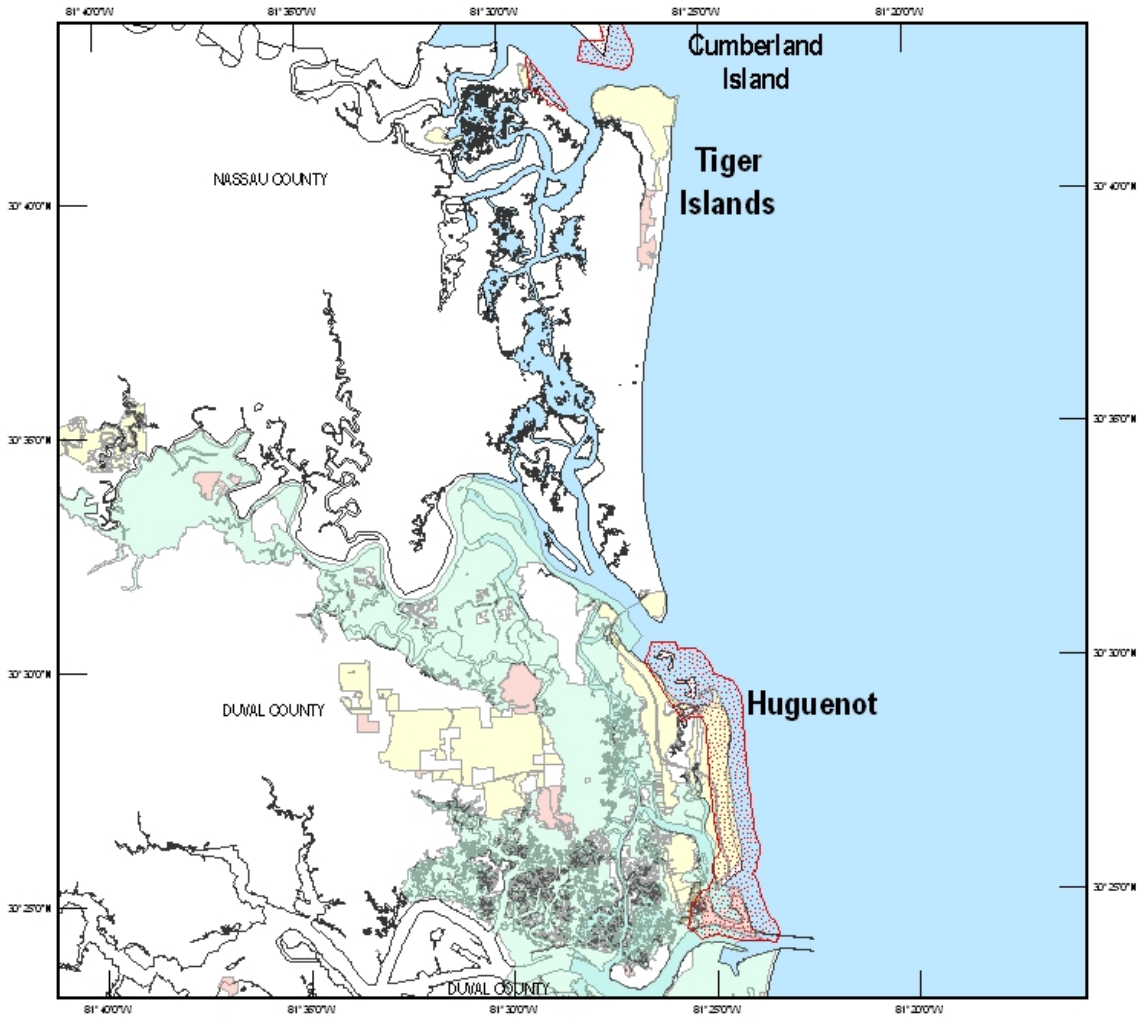 81° 40'0"W 81° 35'0"W 81° 30'0"W 81° 25'0"W 81° 20'0"W
Cumberland
Island
Tiger
Islands
NASSAU COUNTY
30° 40'0"N 30° 40'0"N
30° 35'0"N 30° 35'0"N
30° 30'0"N 30° 30'0"N
Huguenot
DUVAL COUNTY
30° 25'0"N 30° 25'0"N
DUVAL COUNTY
81° 40'0"W 81° 35'0"W 81° 30'0"W 81° 25'0"W 81° 20'0"W